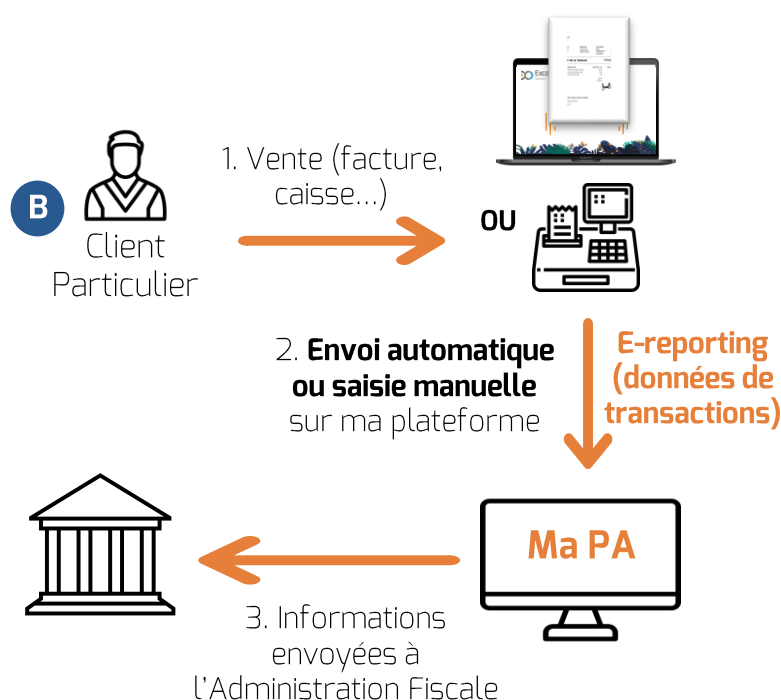 1. Vente (facture,
caisse...)
B
Client
Particulier
OU
2. Envoi automatique
ou saisie manuelle
sur ma plateforme
E-reporting
(données de
transactions)
Ma PA
3. Informations
envoyées à
l'Administration Fiscale